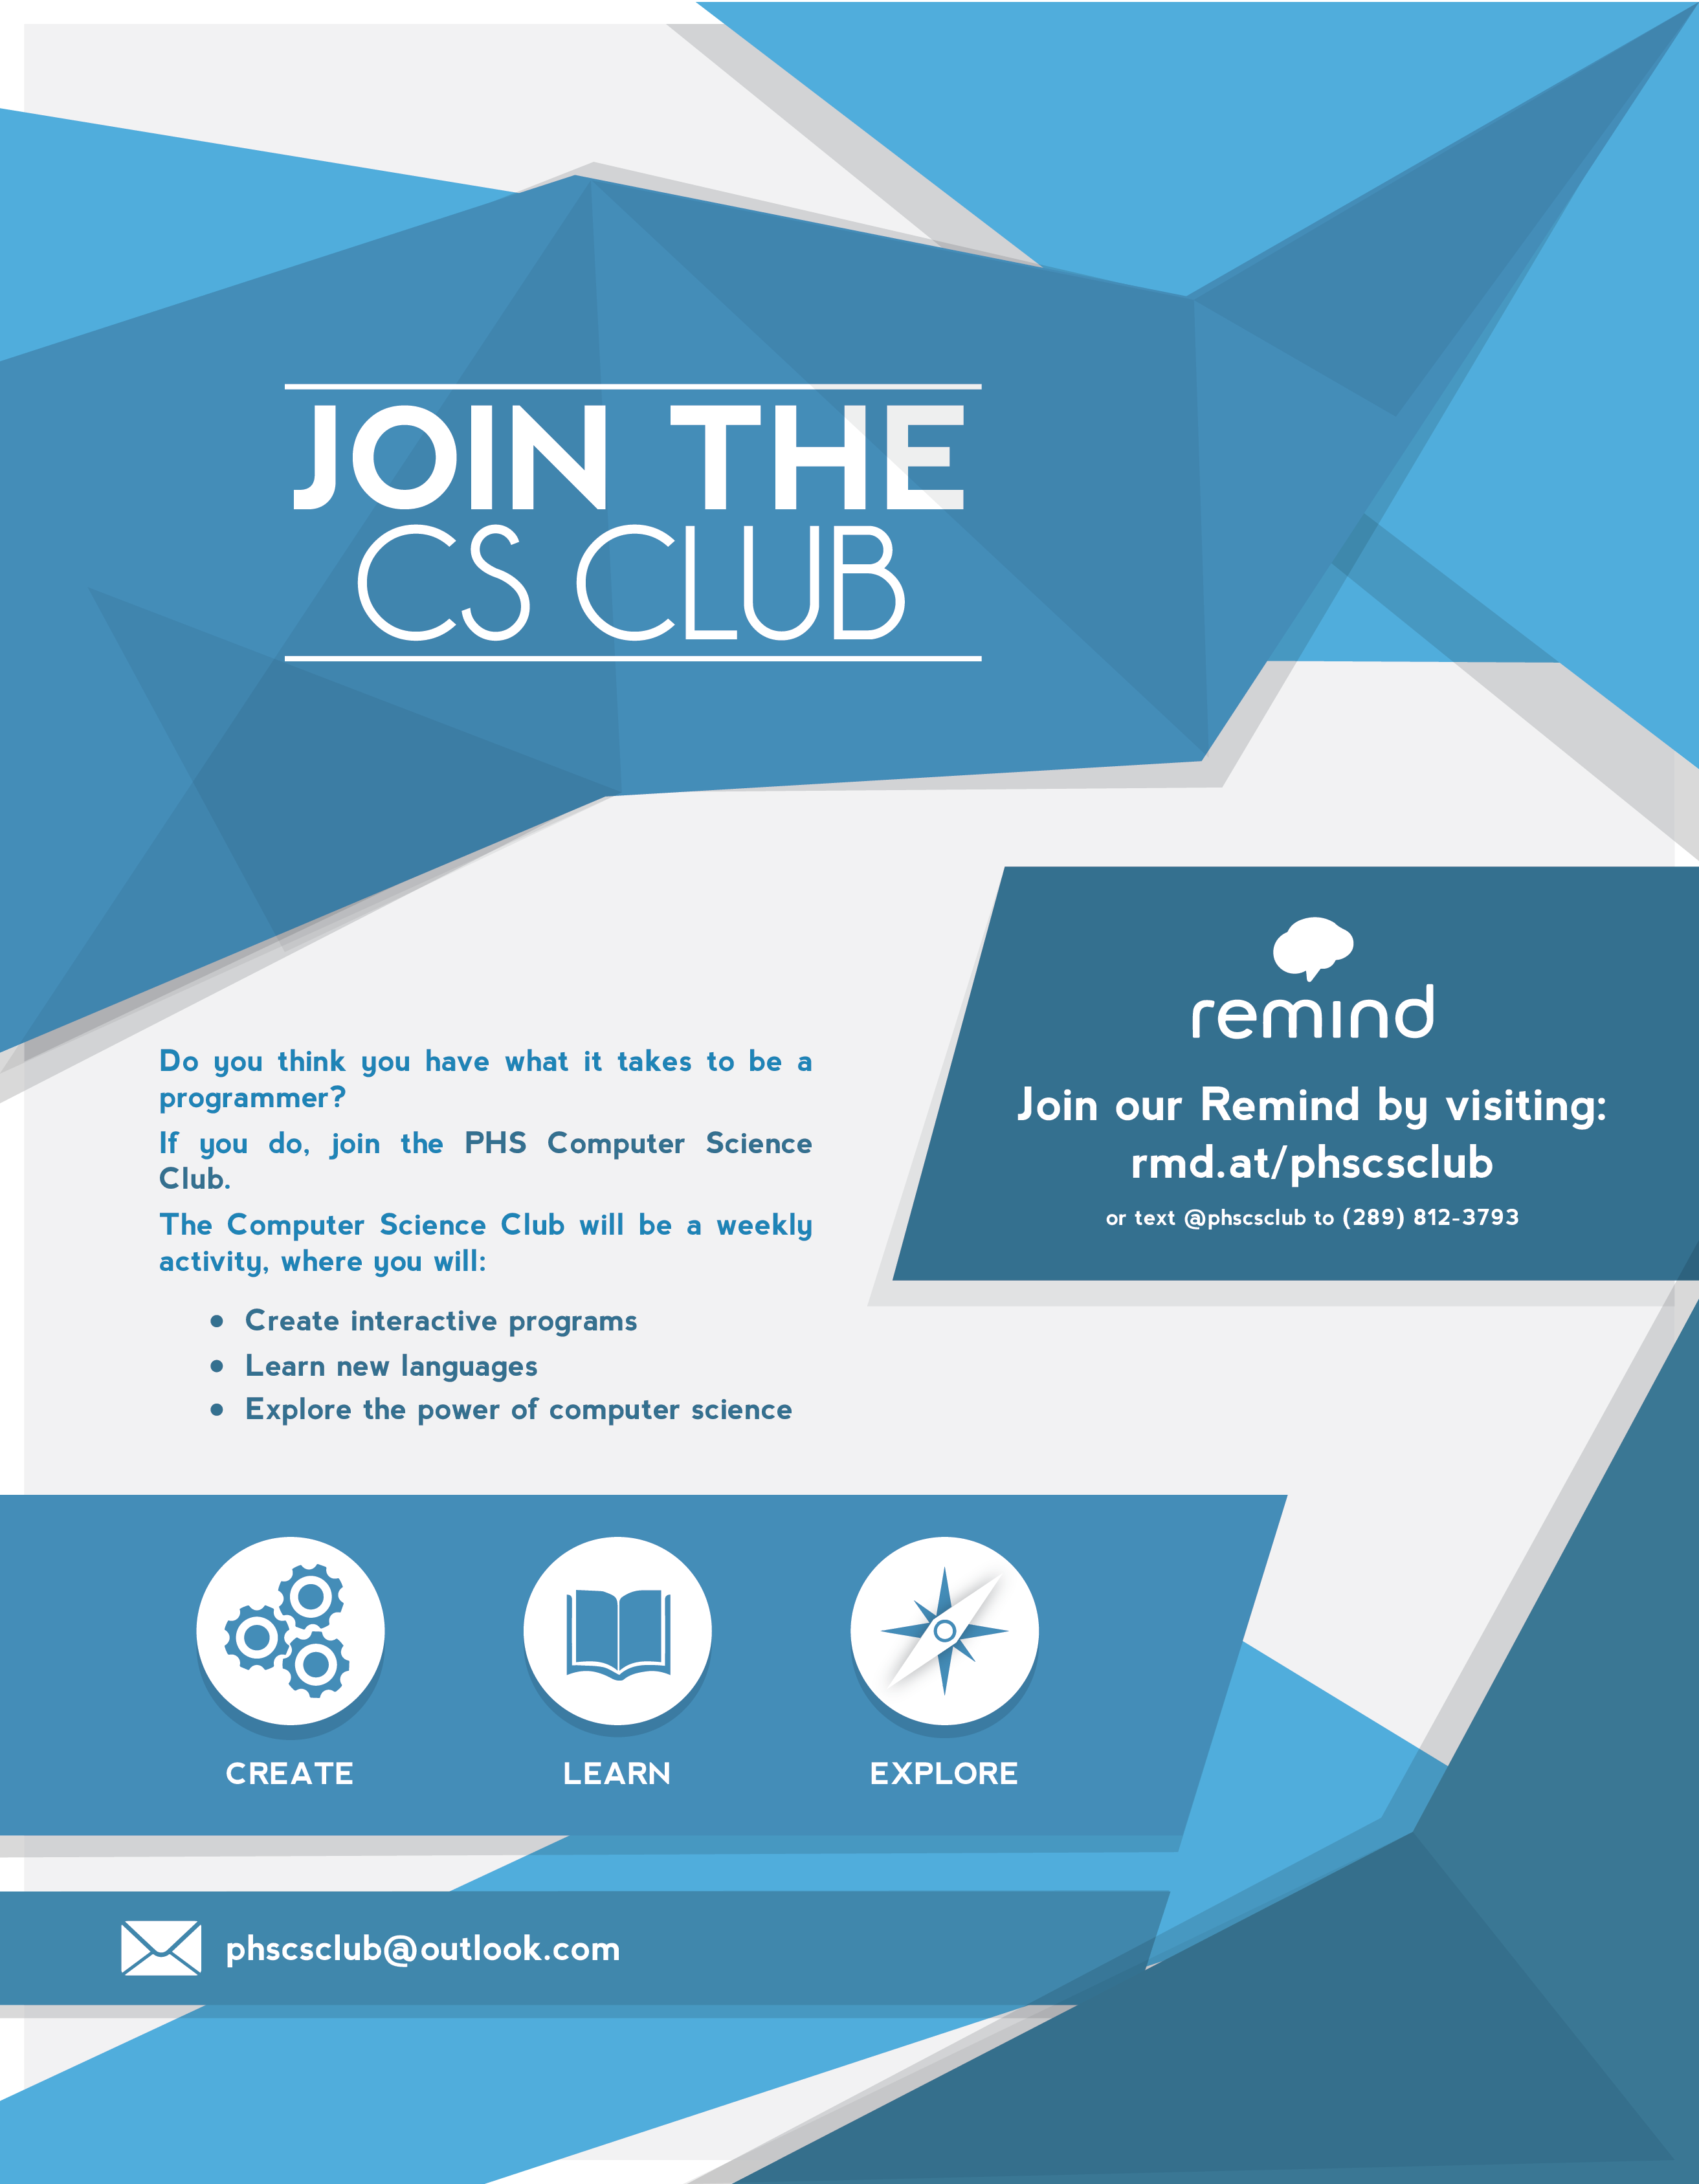 JOIN THE
CS CLUB
remind
Join our Remind by visiting:
rmd.at/phscsclub
or text @phscsclub to (289) 812-3793
Do you think you have what it takes to be a
programmer?
If you do, join the PHS Computer Science
Club.
The Computer Science Club will be a weekly
activity, where you will:
• Create interactive programs
• Learn new languages
• Explore the power of computer science
CREATE
LEARN
EXPLORE
phscsclub@outlook.com